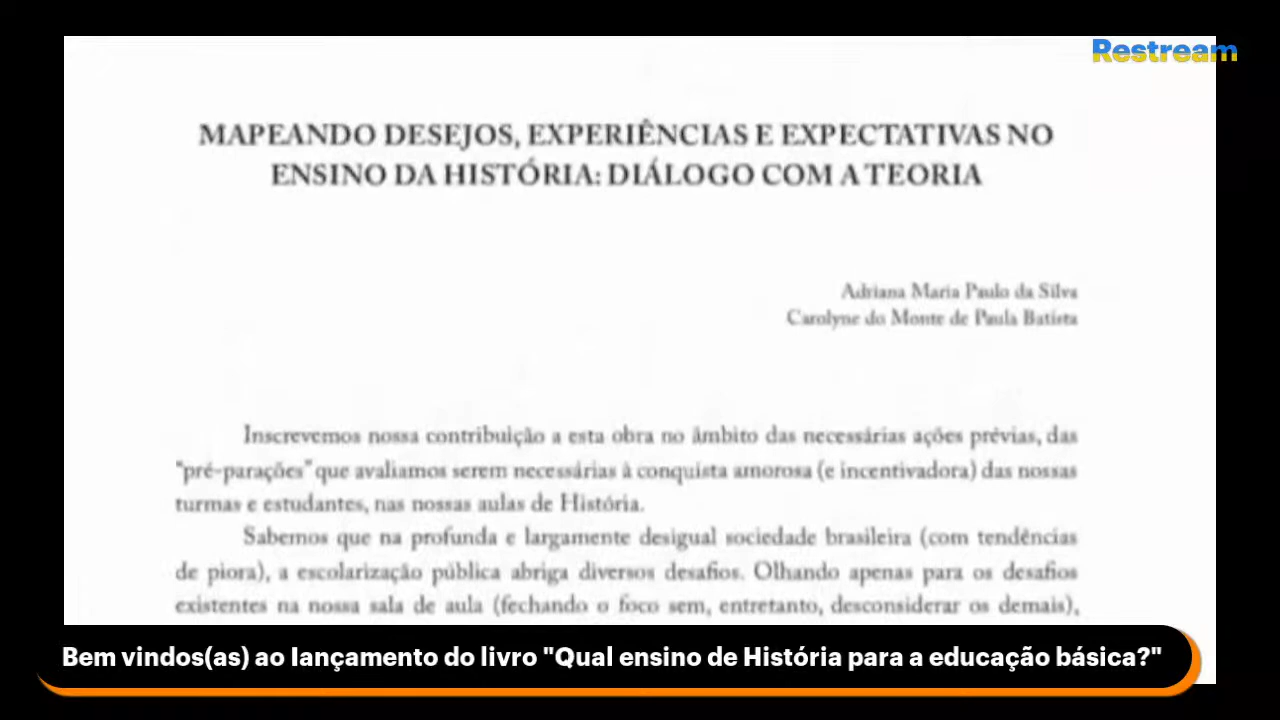 Restream
MAPEANDO DESEJOS, EXPERIÊNCIAS E EXPECTATIVAS NO
ENSINO DA HISTÓRIA: DIÁLOGO COM A TEORIA
Adriana Maria Paulo da Silva
Carolyne do Monte de Paula Batista
Inscrevemos nossa contribuição a esta obra no âmbito das necessárias ações prévias, das
"pré-parações" que avaliamos serem necessárias à conquista amorosa (e incentivadora) das nossas
turmas e estudantes, nas nossas aulas de História.
Sabemos que na profunda e largamente desigual sociedade brasileira (com tendências
de piora), a escolarização pública abriga diversos desafios. Olhando apenas para os desafios
existentes na nossa sala de aula (fechando o foco sem, entretanto, desconsiderar os demais),
Bem vindos(as) ao lançamento do livro "Qual ensino de História para a educação básica?"